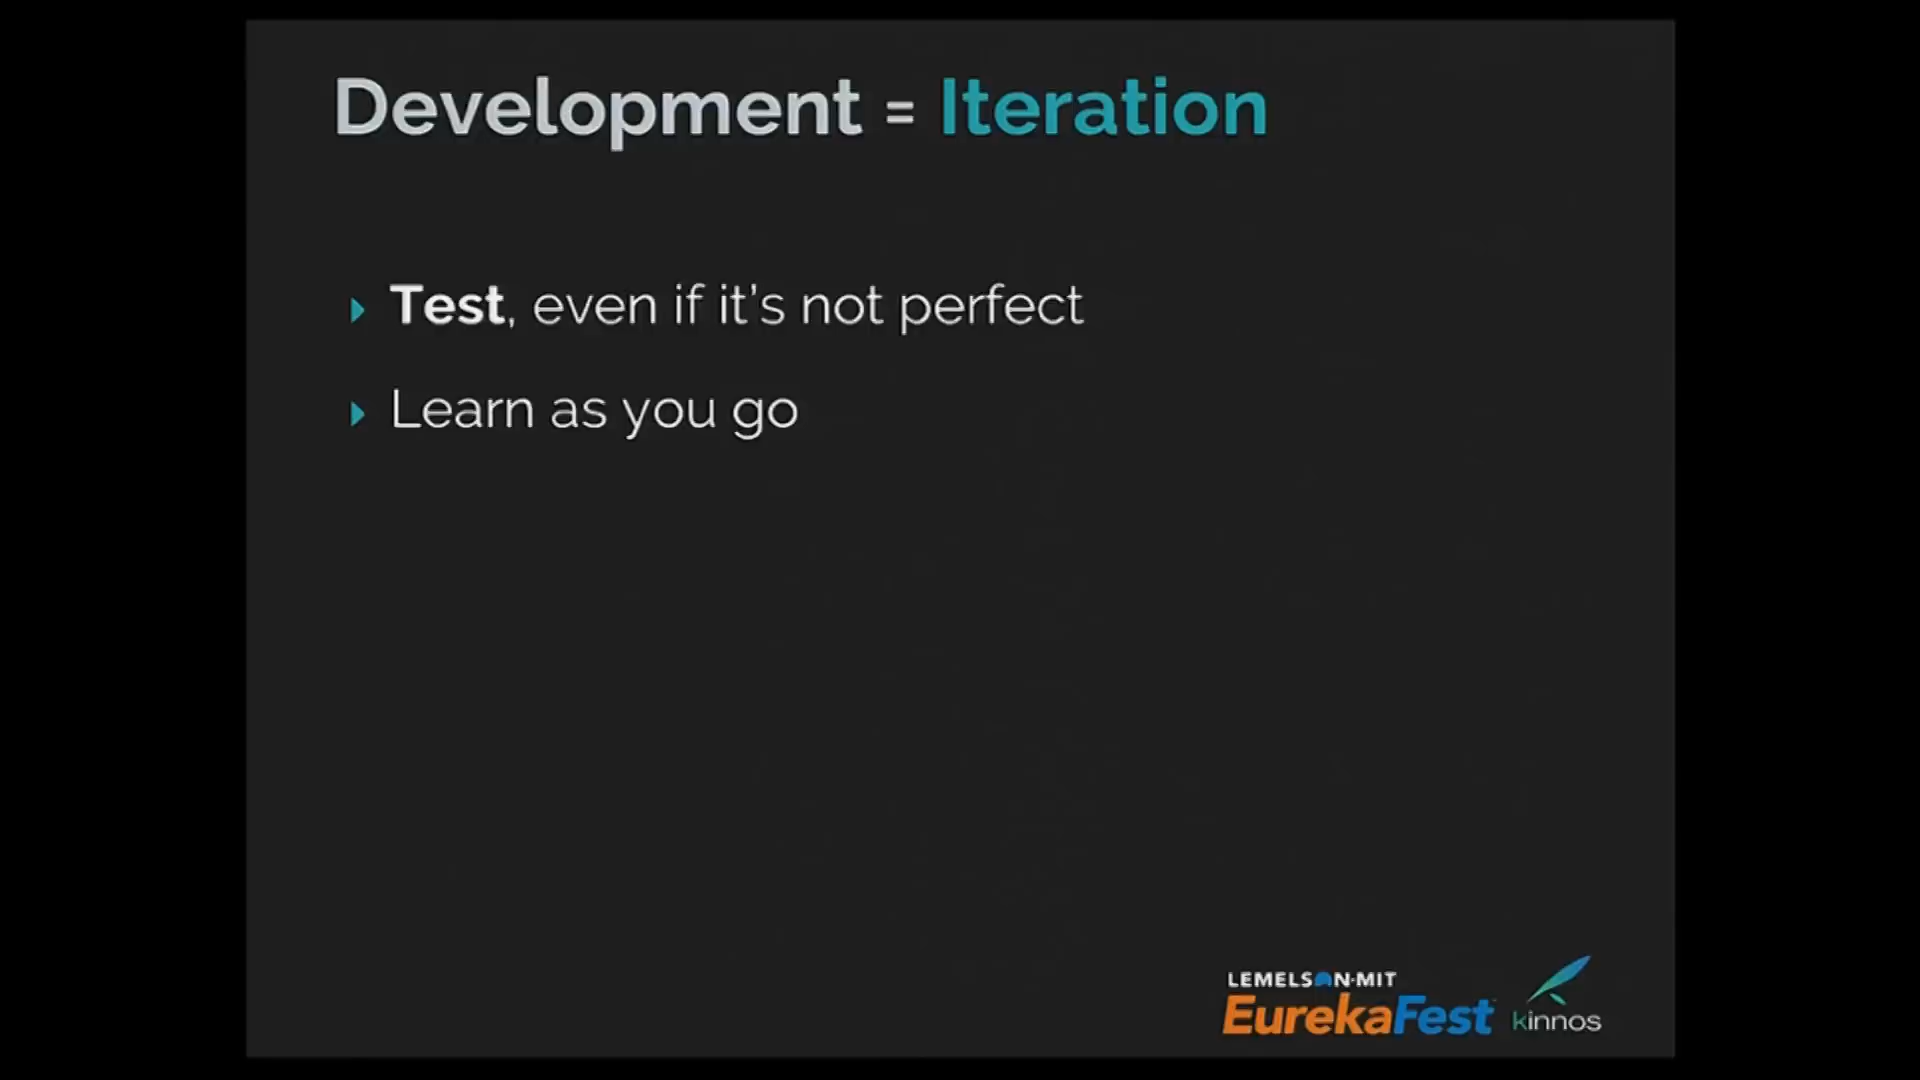 Development = Iteration
Test, even if it's not perfect
Learn as you go
LEMELSON-MIT
EurekaFest
kinnos